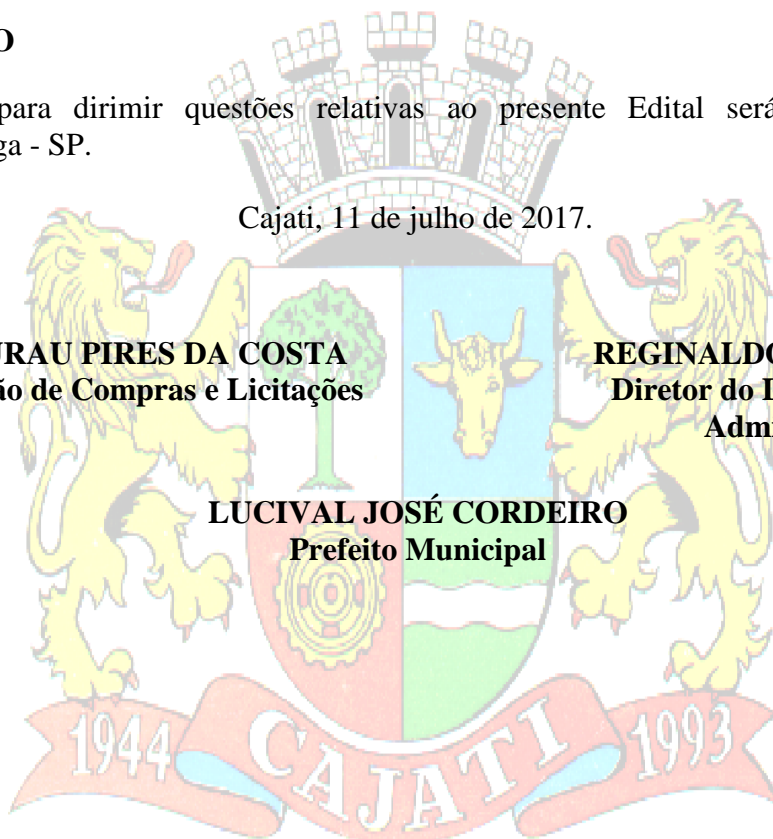 O
para dirimir questões relativas ao presente Edital será
ga - SP.
Cajati, 11 de julho de 2017.
URAU PIRES DA COSTA
ão de Compras e Licitações
REGINALDO
Diretor do
Admi
LUCIVAL JOSÉ CORDEIRO
Prefeito Municipal
1944 CAJATI 1993